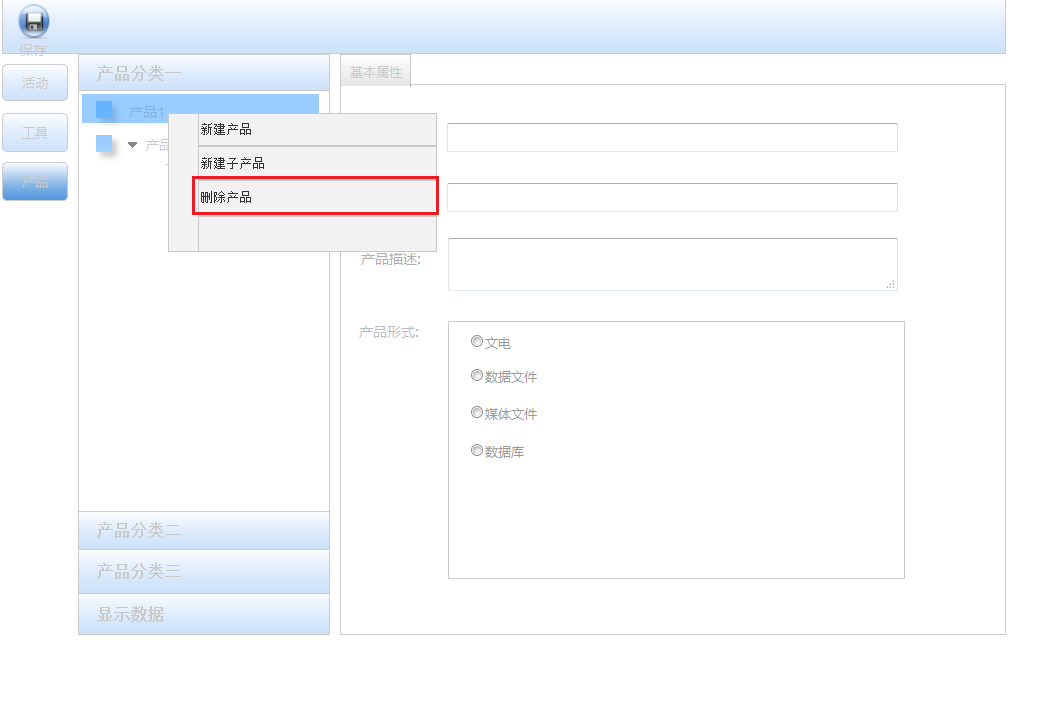 保存
活动
工具
产品
产品分类一
产品1
产品
新建产品
新建子产品
删除产品
产品分类二
产品分类三
显示数据
基本属性
产品描述:
产品形式:
文电
数据文件
媒体文件
数据库